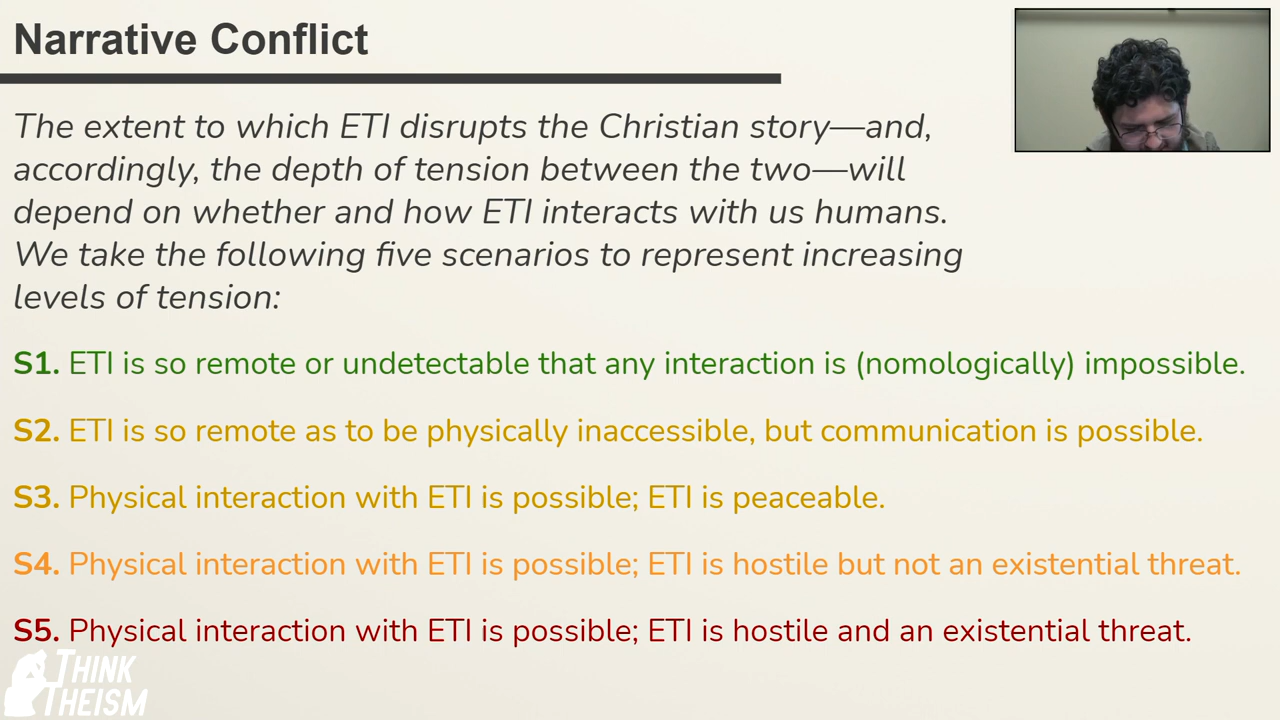 Narrative Conflict
The extent to which ETI disrupts the Christian story—and,
accordingly, the depth of tension between the two—will
depend on whether and how ETI interacts with us humans.
We take the following five scenarios to represent increasing
levels of tension:
S1. ETI is so remote or undetectable that any interaction is (nomologically) impossible.
S2. ETI is so remote as to be physically inaccessible, but communication is possible.
S3. Physical interaction with ETI is possible; ETI is peaceable.
S4. Physical interaction with ETI is possible; ETI is hostile but not an existential threat.
S5. Physical interaction with ETI is possible; ETI is hostile and an existential threat.
THINK
THEISM